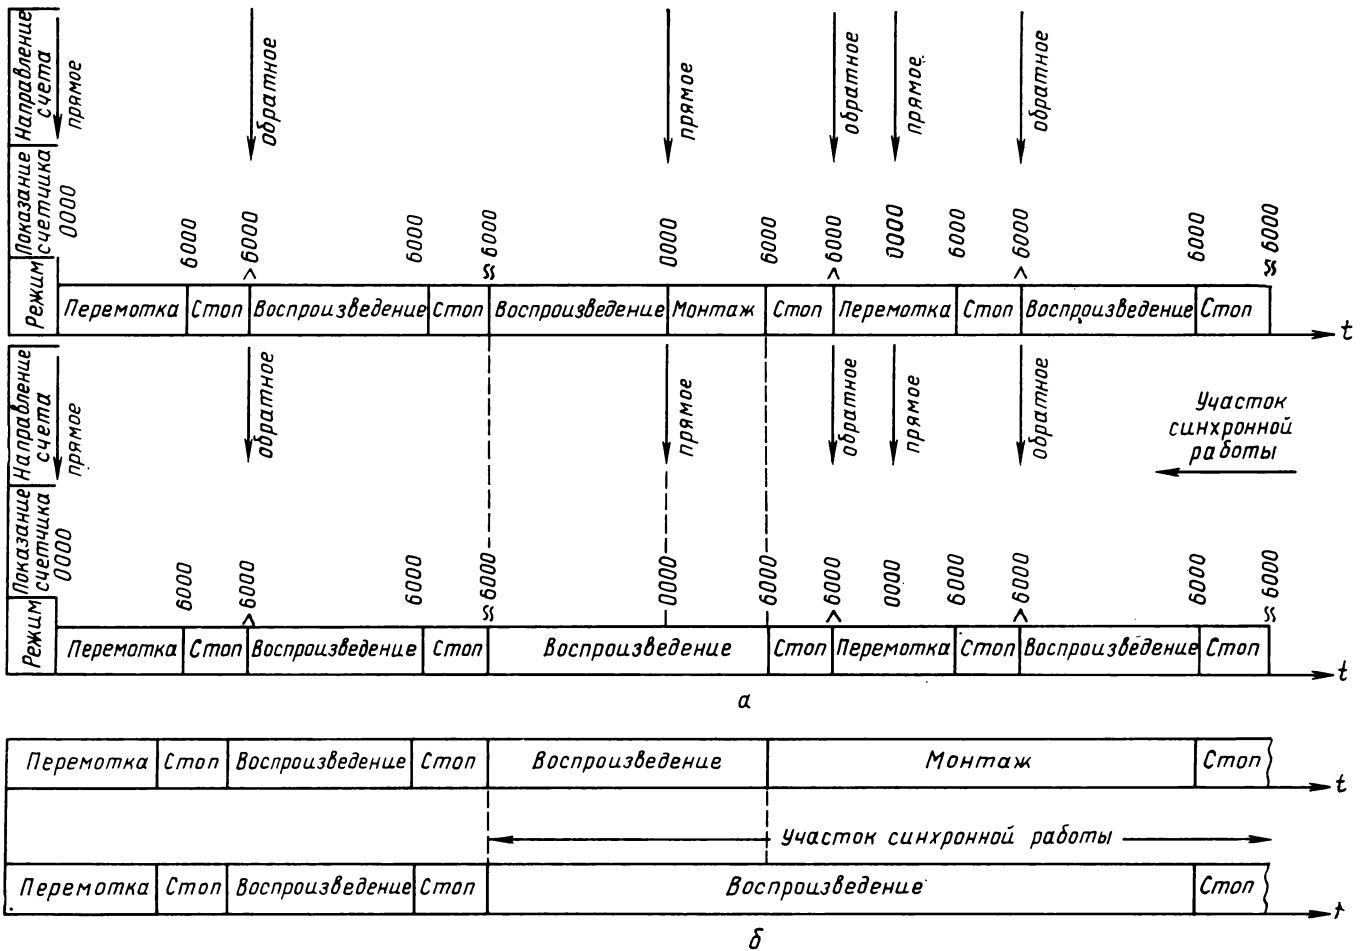 Направление
счета
прямое
обратное
прямое
обратное
прямое
обратное
Показание
счетчика
0000
6000
6000
6000
6000
0000
6000
6000
0000
6000
6000
6000
6000
Режим
Перемотка
Стоп
Воспроизведение
Стоп
Воспроизведение
Монтаж
Стоп
Перемотка
Стоп
Воспроизведение
Стоп
t
Направление
счета
прямое
обратное
прямое
обратное
прямое
обратное
Участок
синхронной
работы
Показание
счетчика
0000
6000
6000
6000
6000
0000
6000
6000
0000
6000
6000
6000
6000
Режим
Перемотка
Стоп
Воспроизведение
Стоп
Воспроизведение
Стоп
Перемотка
Стоп
Воспроизведение
Стоп
t
а
Перемотка
Стоп
Воспроизведение
Стоп
Воспроизведение
Монтаж
Стоп
t
Участок синхронной работы
Перемотка
Стоп
Воспроизведение
Стоп
Воспроизведение
Стоп
t
б